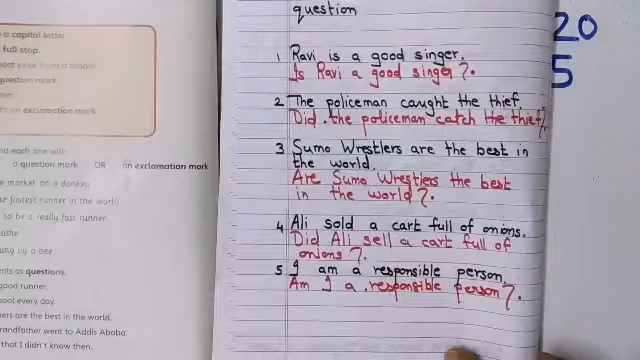 a capital letter
full stop.
question mark
an exclamation mark
and each one with
a question mark OR an exclamation mark
market on a donkey
fastest runner in the world
to be a really fast runner
ung by a bee
nts as questions.
good runner
ool every day.
ers are the best in the world.
randfather went to Addis Ababa.
that I didn't know then.
question
1 Ravi is a good singer.
Is Ravi a good singer?.
2 The policeman caught the thief.
Did .the policeman catch the thief?.
3 Sumo Wrestlers are the best in
the world.
Are Sumo Wrestlers the best
in the world?.
4 Ali sold a cart full of onions.
Did Ali sell a cart full of
onions?.
5 I am a responsible person.
Am I a .responsible person?.
20
5